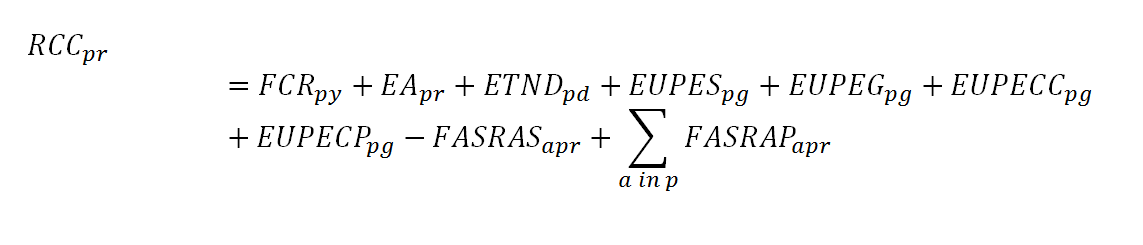 RCC_pr
= FCR_py + EA_pr + ETND_pd + EUPES_pg + EUPEG_pg + EUPECC_pg
+ EUPECP_pg − FASRAS_apr + ∑_{a in p} FASRAP_apr